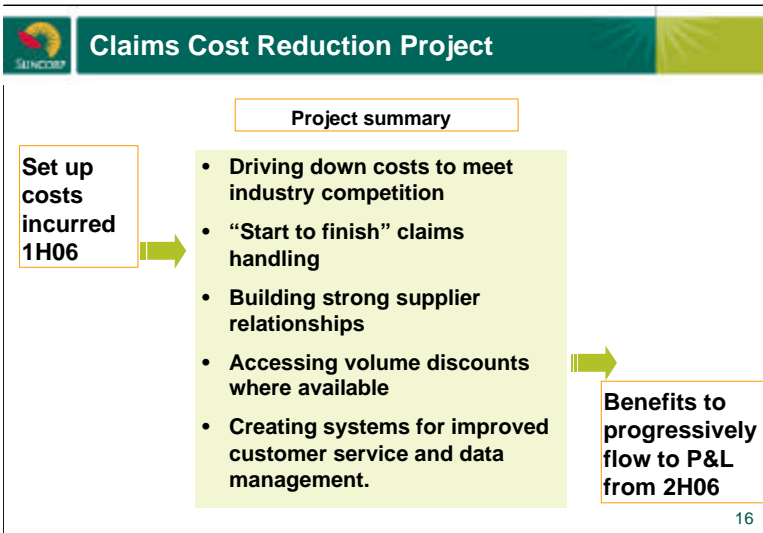 SUNCORP
Claims Cost Reduction Project
Project summary
Set up
costs
incurred
1H06
• Driving down costs to meet
industry competition
• “Start to finish” claims
handling
• Building strong supplier
relationships
• Accessing volume discounts
where available
• Creating systems for improved
customer service and data
management.
Benefits to
progressively
flow to P&L
from 2H06
16